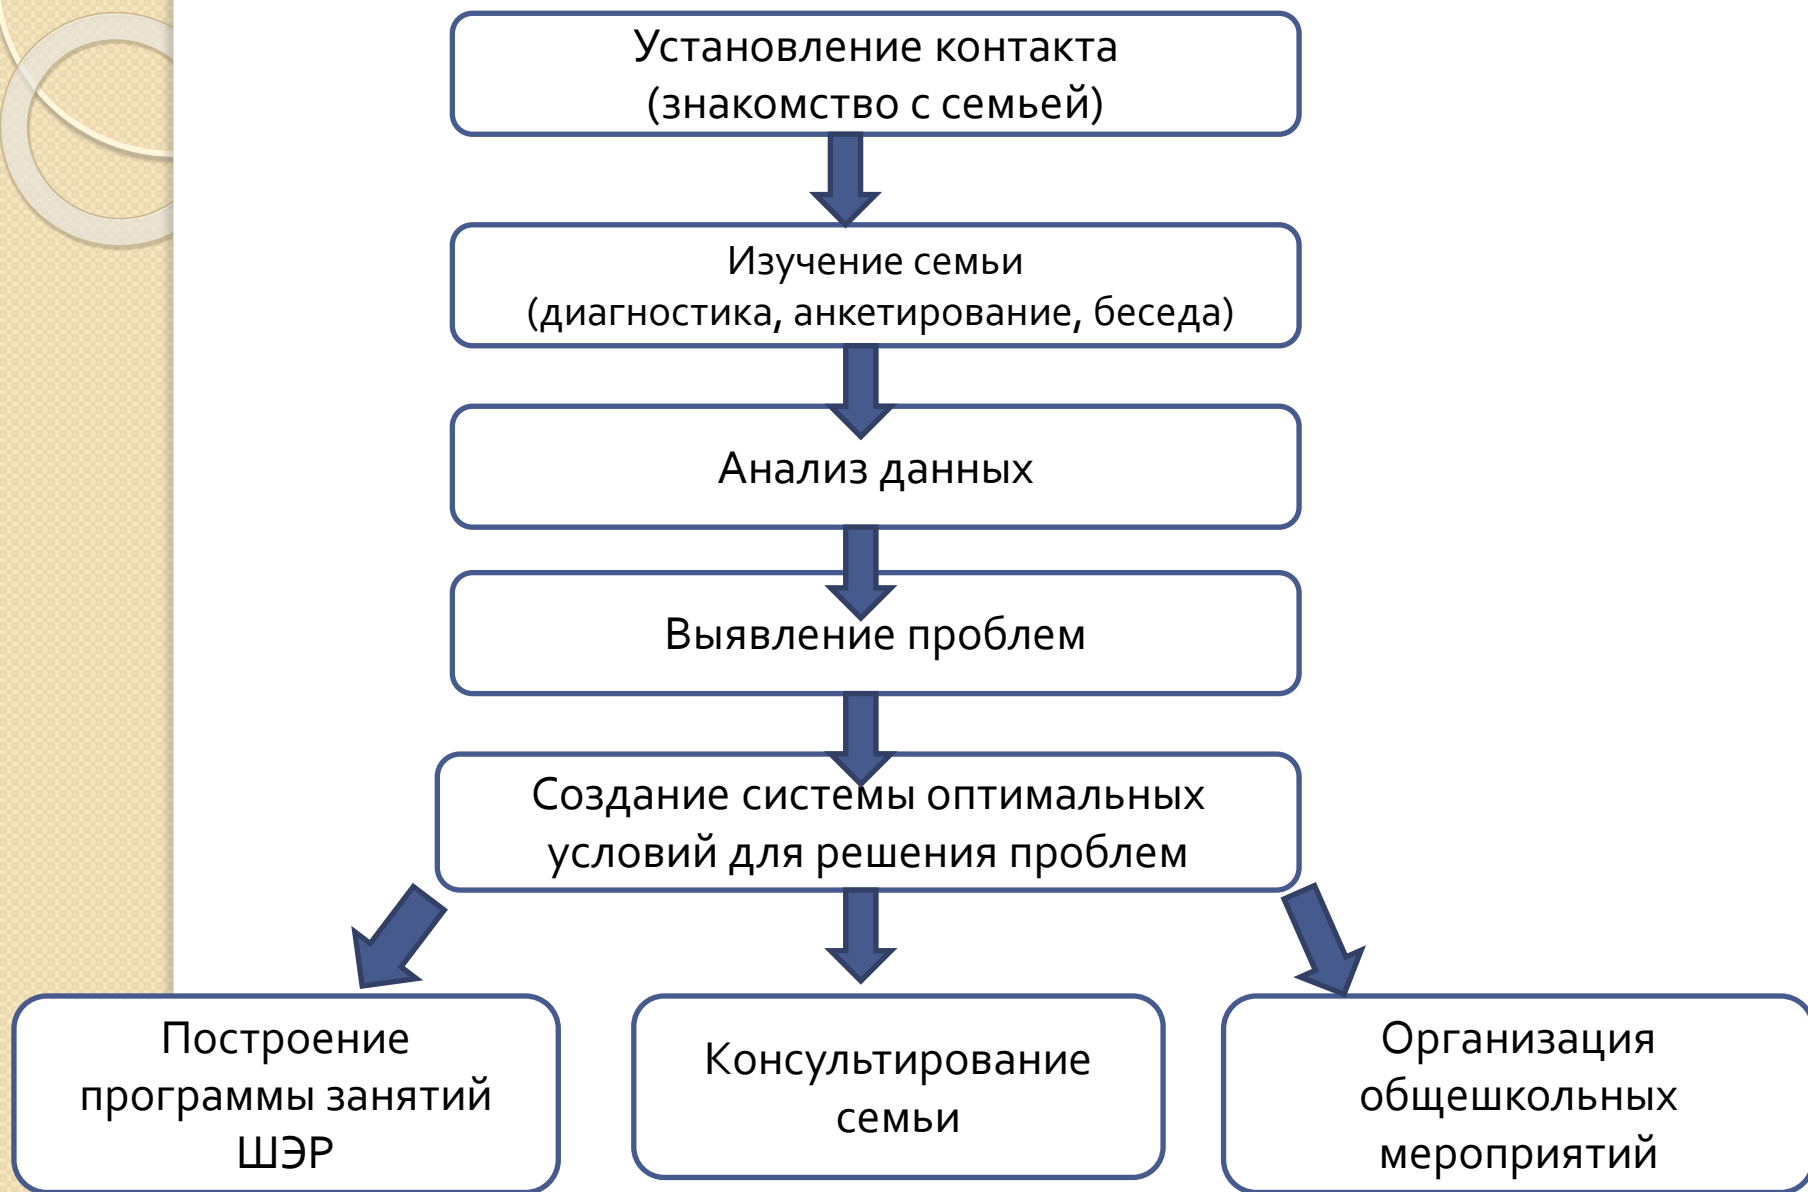 Установление контакта
(знакомство с семьей)
Изучение семьи
(диагностика, анкетирование, беседа)
Анализ данных
Выявление проблем
Создание системы оптимальных
условий для решения проблем
Построение
программы занятий
ШЭР
Консультирование
семьи
Организация
общешкольных
мероприятий